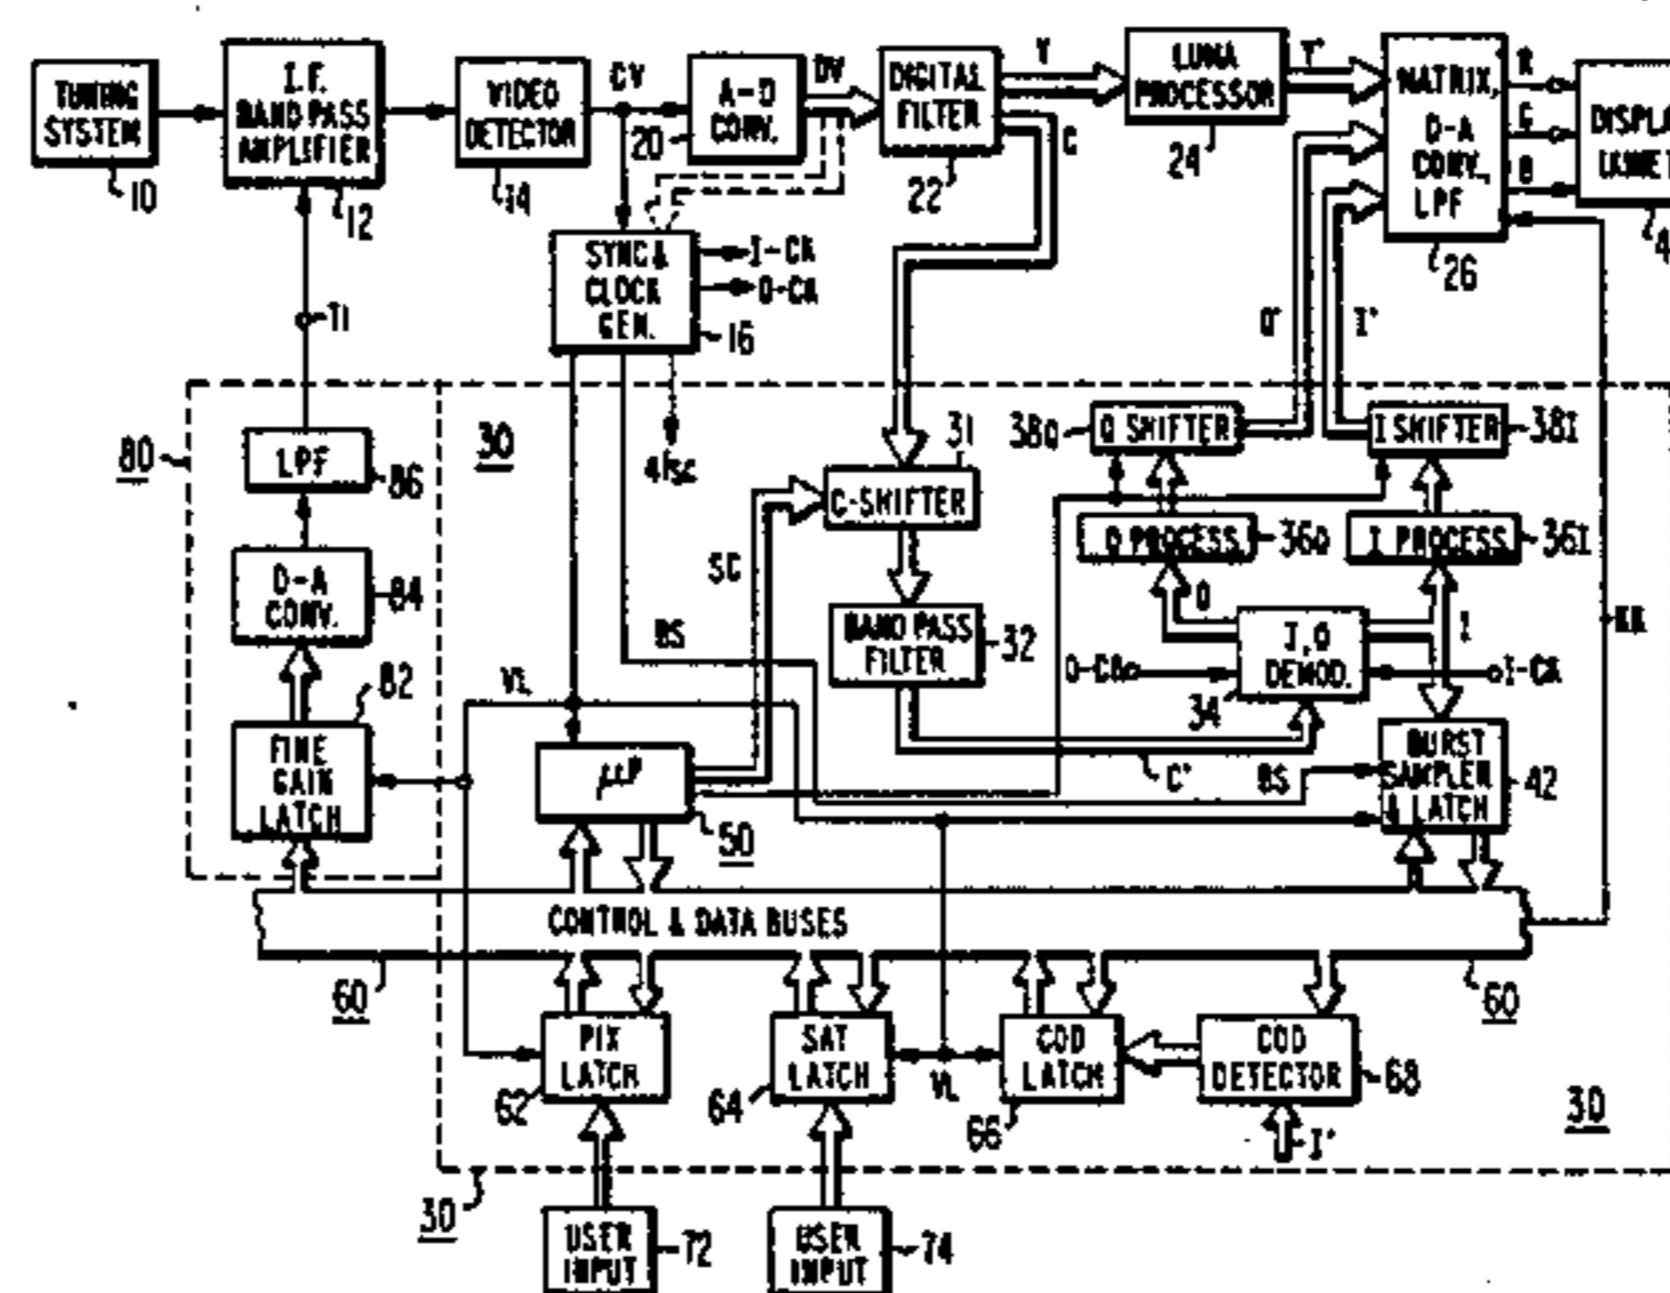 TUNING
SYSTEM
10
I.F.
BAND PASS
AMPLIFIER
12
VIDEO
DETECTOR
14
CV
A-D
CONV.
20
DV
DIGITAL
FILTER
22
Y
C
LUMA
PROCESSOR
24
Y'
MATRIX,
D-A
CONV.,
LPF
26
R
G
B
SYNC &
CLOCK
GEN.
16
I-CK
Q-CK
T1
Q'
I'
80
LPF
86
30
4fSC
31
C-SHIFTER
38Q
Q SHIFTER
I SHIFTER
38I
D-A
CONV.
84
SC
Q PROCESS.
36Q
I PROCESS.
36I
BS
BAND PASS
FILTER
32
Q
I
I,Q
DEMOD.
34
Q-CK
I-CK
KK
82
VL
FINE
GAIN
LATCH
μP
50
C'
BS
BURST
SAMPLER
& LATCH
42
CONTROL & DATA BUSES
60
60
PIX
LATCH
62
SAT
LATCH
64
VL
COD
LATCH
66
COD
DETECTOR
68
I'
30
30
USER
INPUT
72
USER
INPUT
74